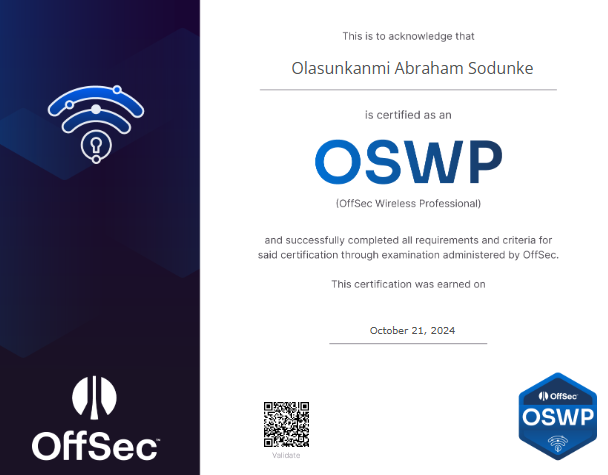 This is to acknowledge that
Olasunkanmi Abraham Sodunke
is certified as an
OSWP
(OffSec Wireless Professional)
and successfully completed all requirements and criteria for
said certification through examination administered by OffSec.
This certification was earned on
October 21, 2024
OffSec™
Validate
OffSec
OSWP